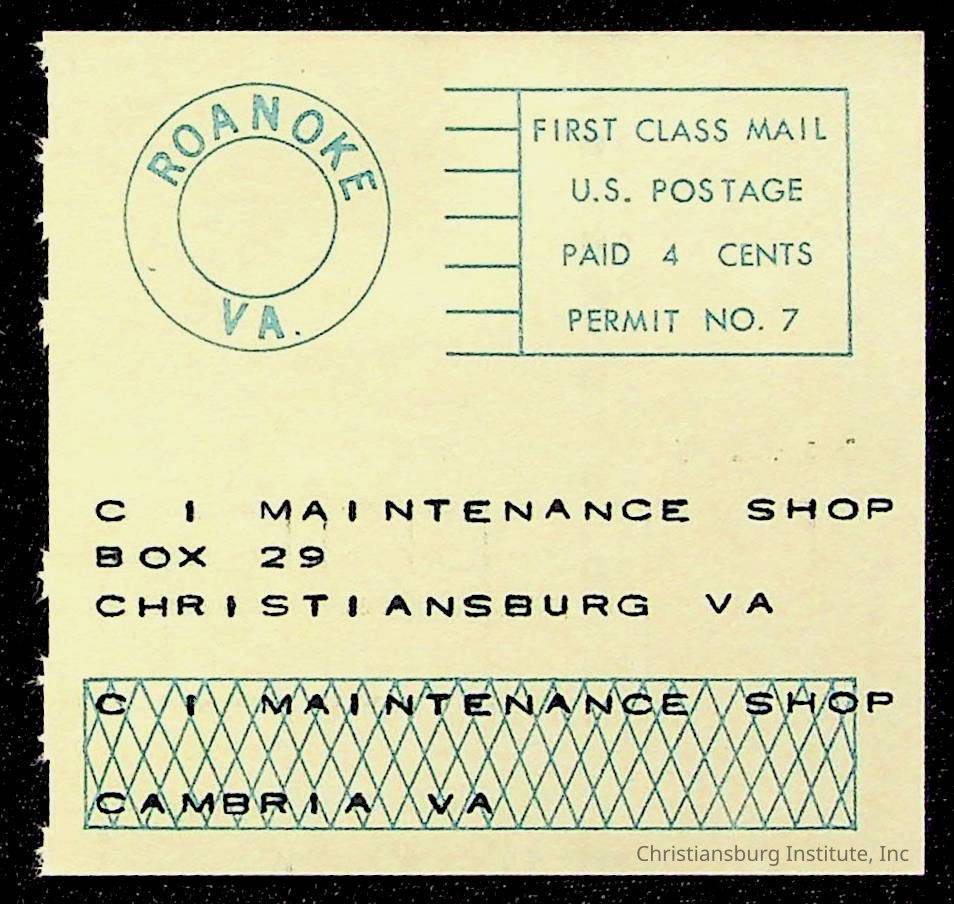 ROANOKE
VA.
FIRST CLASS MAIL
U.S. POSTAGE
PAID 4 CENTS
PERMIT NO. 7
C I MAINTENANCE SHOP
BOX 29
CHRISTIANSBURG VA
C I MAINTENANCE SHOP
CAMBRIA VA
Christiansburg Institute, Inc